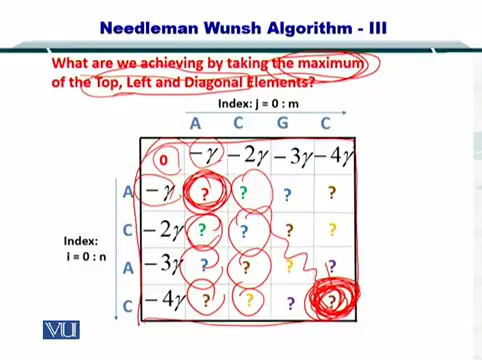 Needleman Wunsh Algorithm - III
What are we achieving by taking the maximum
of the Top, Left and Diagonal Elements?
Index: j = 0 : m
A C G C
0 −γ −2γ −3γ −4γ
A −γ ? ? ? ?
C −2γ ? ? ? ?
Index:
i = 0 : n
A −3γ ? ? ? ?
C −4γ ? ? ? ?
VU